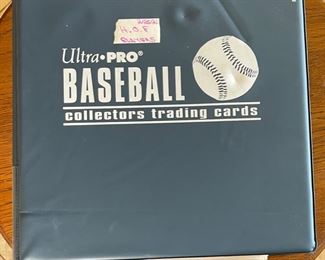 H.O.F
Ultra•PRO®
BASEBALL
collectors trading cards